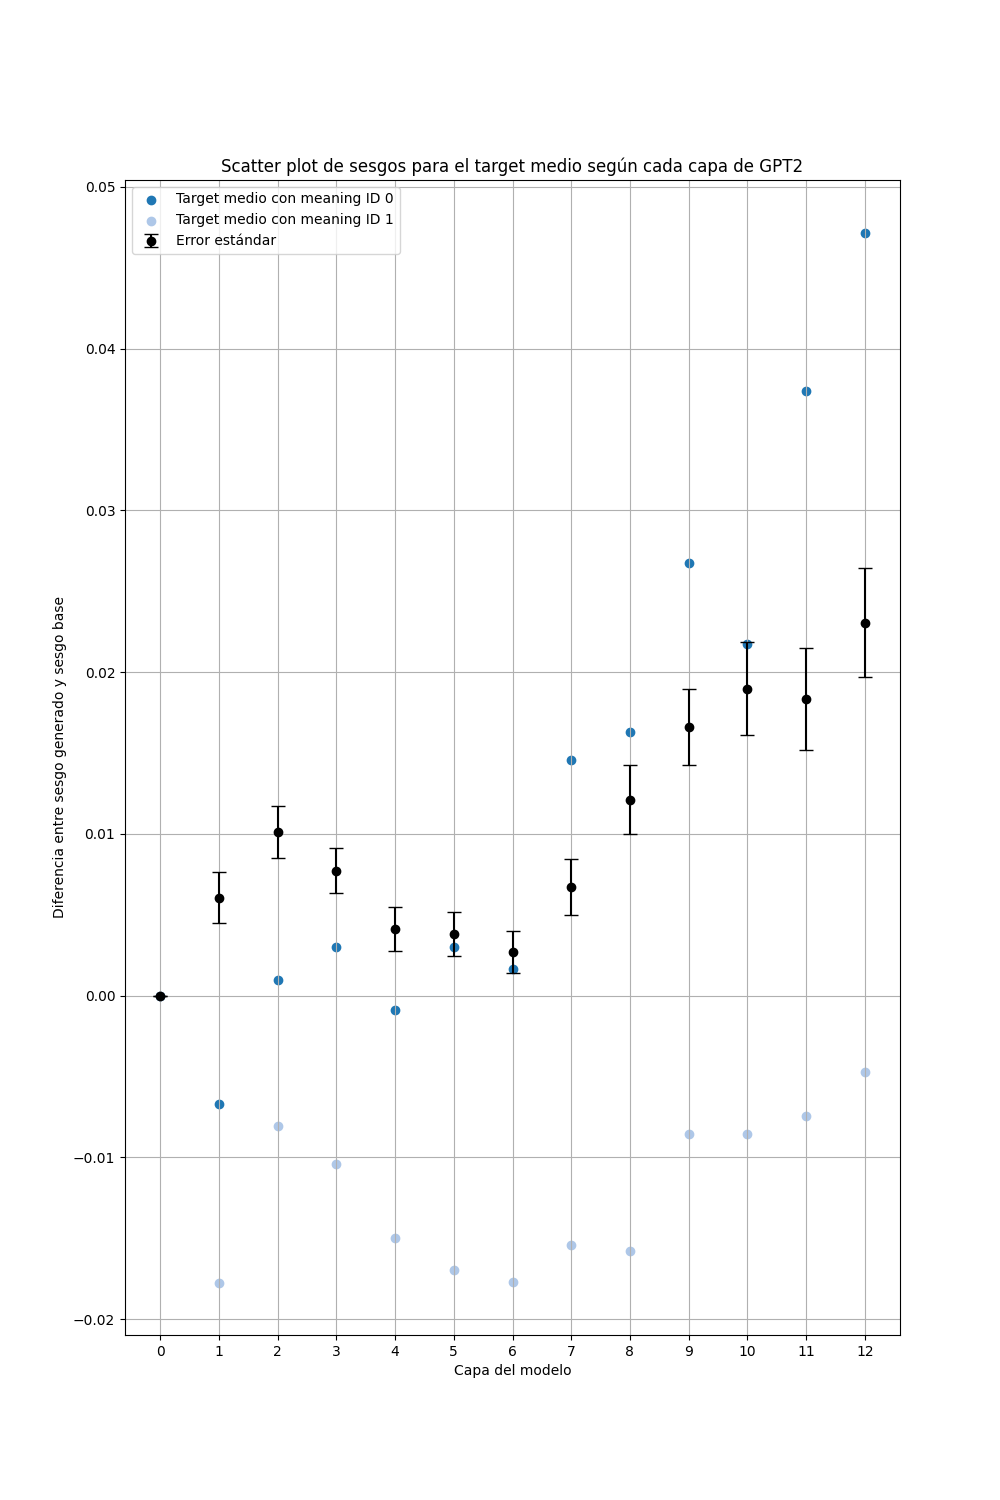 Scatter plot de sesgos para el target medio según cada capa de GPT2
Target medio con meaning ID 0
Target medio con meaning ID 1
Error estándar
Diferencia entre sesgo generado y sesgo base
0.05
0.04
0.03
0.02
0.01
0.00
−0.01
−0.02
0 1 2 3 4 5 6 7 8 9 10 11 12
Capa del modelo